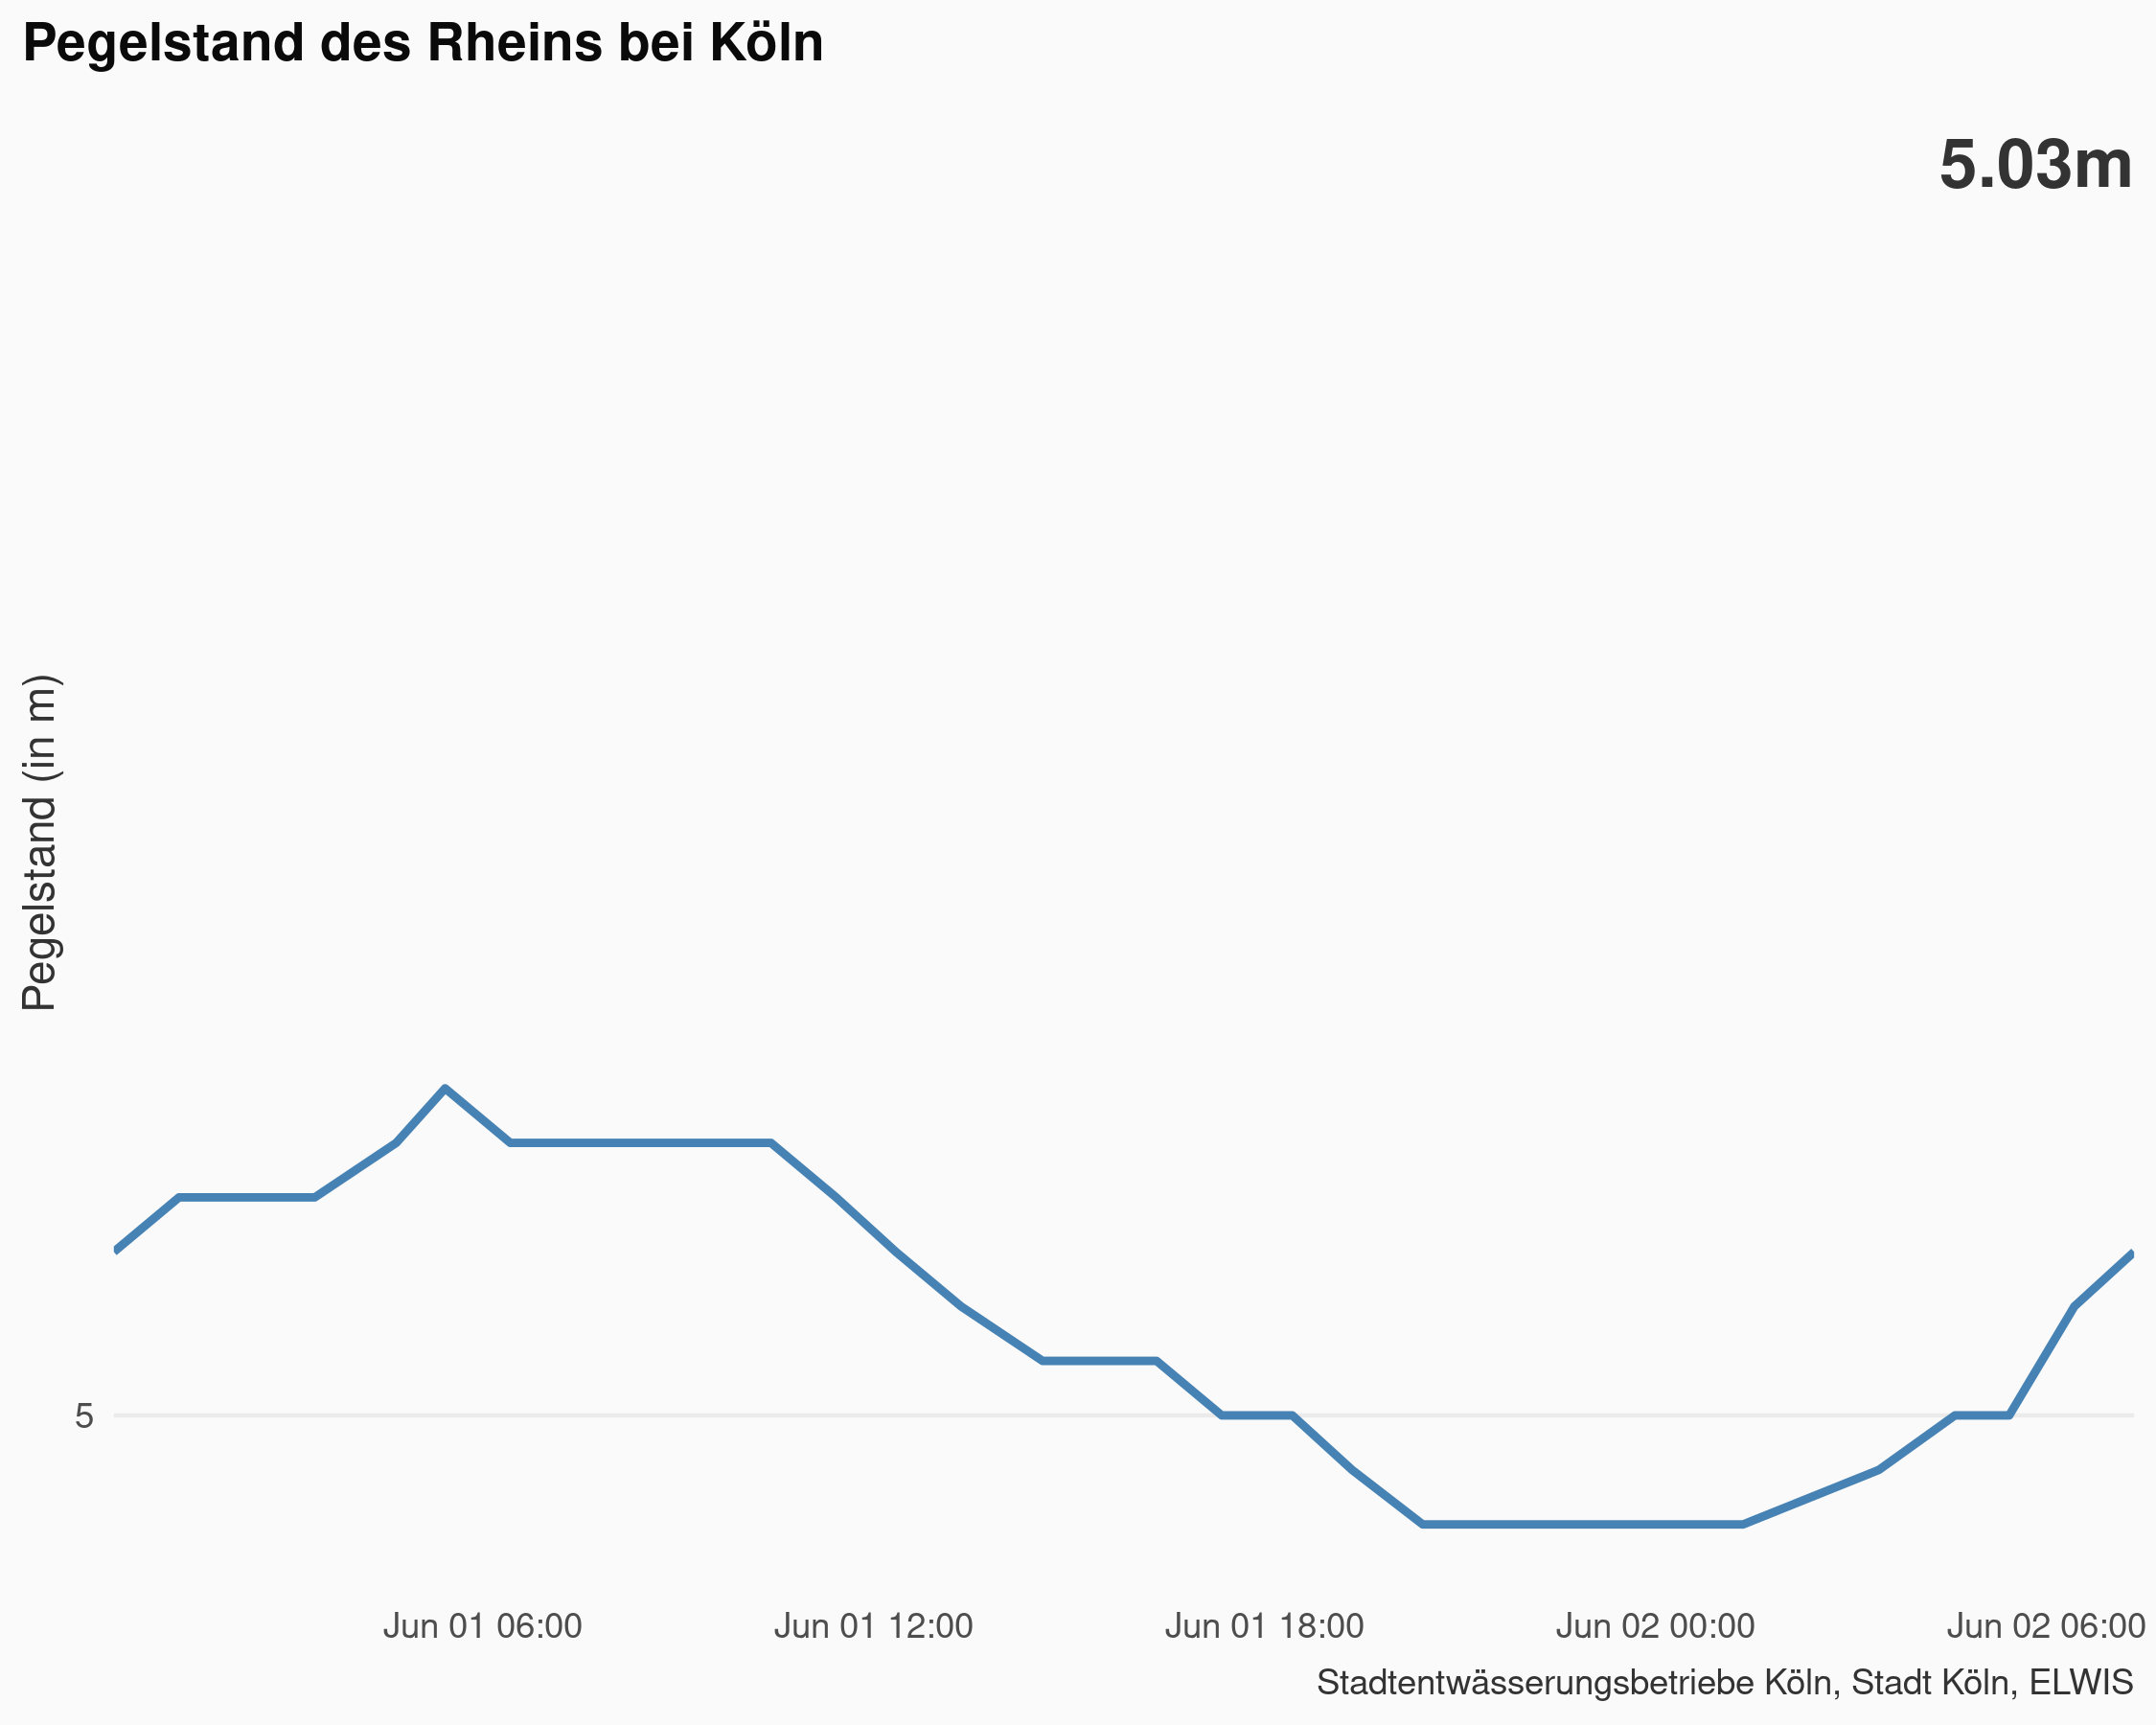 Pegelstand des Rheins bei Köln
5.03m
Pegelstand (in m)
5
Jun 01 06:00
Jun 01 12:00
Jun 01 18:00
Jun 02 00:00
Jun 02 06:00
Stadtentwässerungsbetriebe Köln, Stadt Köln, ELWIS